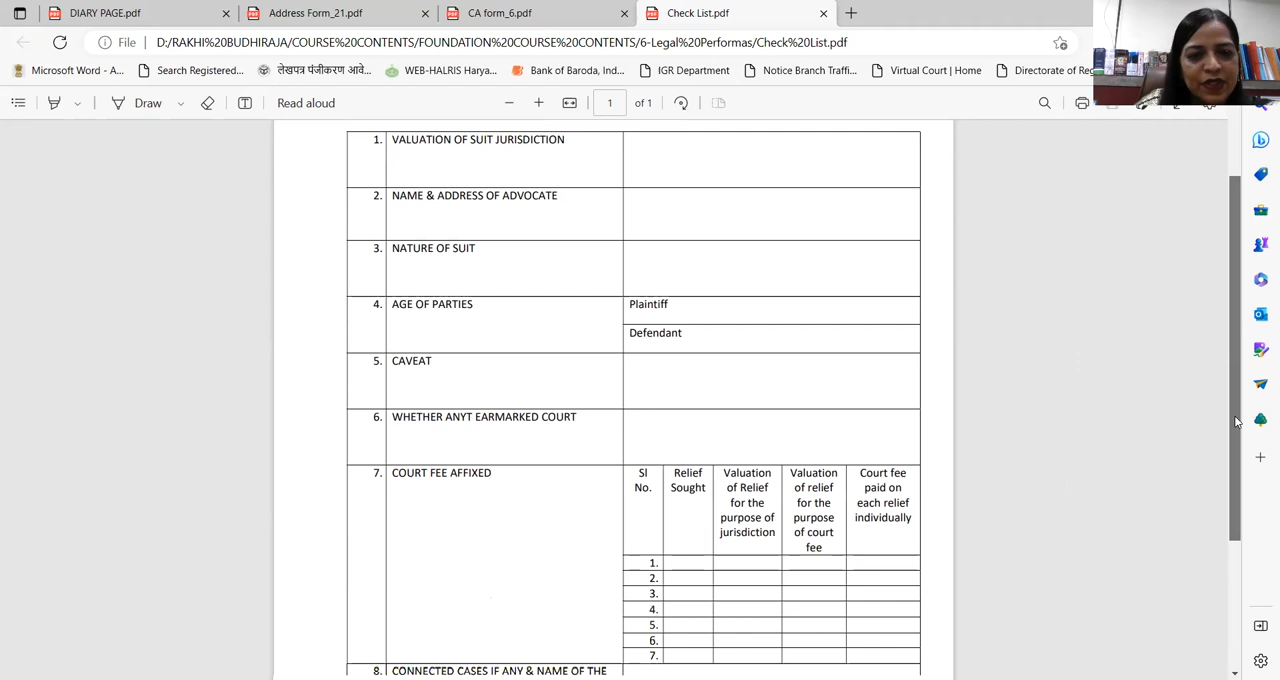 DIARY PAGE.pdf
Address Form_21.pdf
CA form_6.pdf
Check List.pdf
File
D:/RAKHI%20BUDHIRAJA/COURSE%20CONTENTS/FOUNDATION%20COURSE%20CONTENTS/6-Legal%20Performas/Check%20List.pdf
Microsoft Word - A...
Search Registered...
लेखपत्र पंजीकरण आवे...
WEB-HALRIS Harya...
Bank of Baroda, Ind...
IGR Department
Notice Branch Traffi...
Virtual Court | Home
Directorate of Reg
Draw
Read aloud
1
of 1
1. VALUATION OF SUIT JURISDICTION
2. NAME & ADDRESS OF ADVOCATE
3. NATURE OF SUIT
4. AGE OF PARTIES
Plaintiff
Defendant
5. CAVEAT
6. WHETHER ANYT EARMARKED COURT
7. COURT FEE AFFIXED
Sl
No.
Relief
Sought
Valuation
of Relief
for the
purpose of
jurisdiction
Valuation
of relief
for the
purpose
of court
fee
Court fee
paid on
each relief
individually
1.
2.
3.
4.
5.
6.
7.
8. CONNECTED CASES IF ANY & NAME OF THE